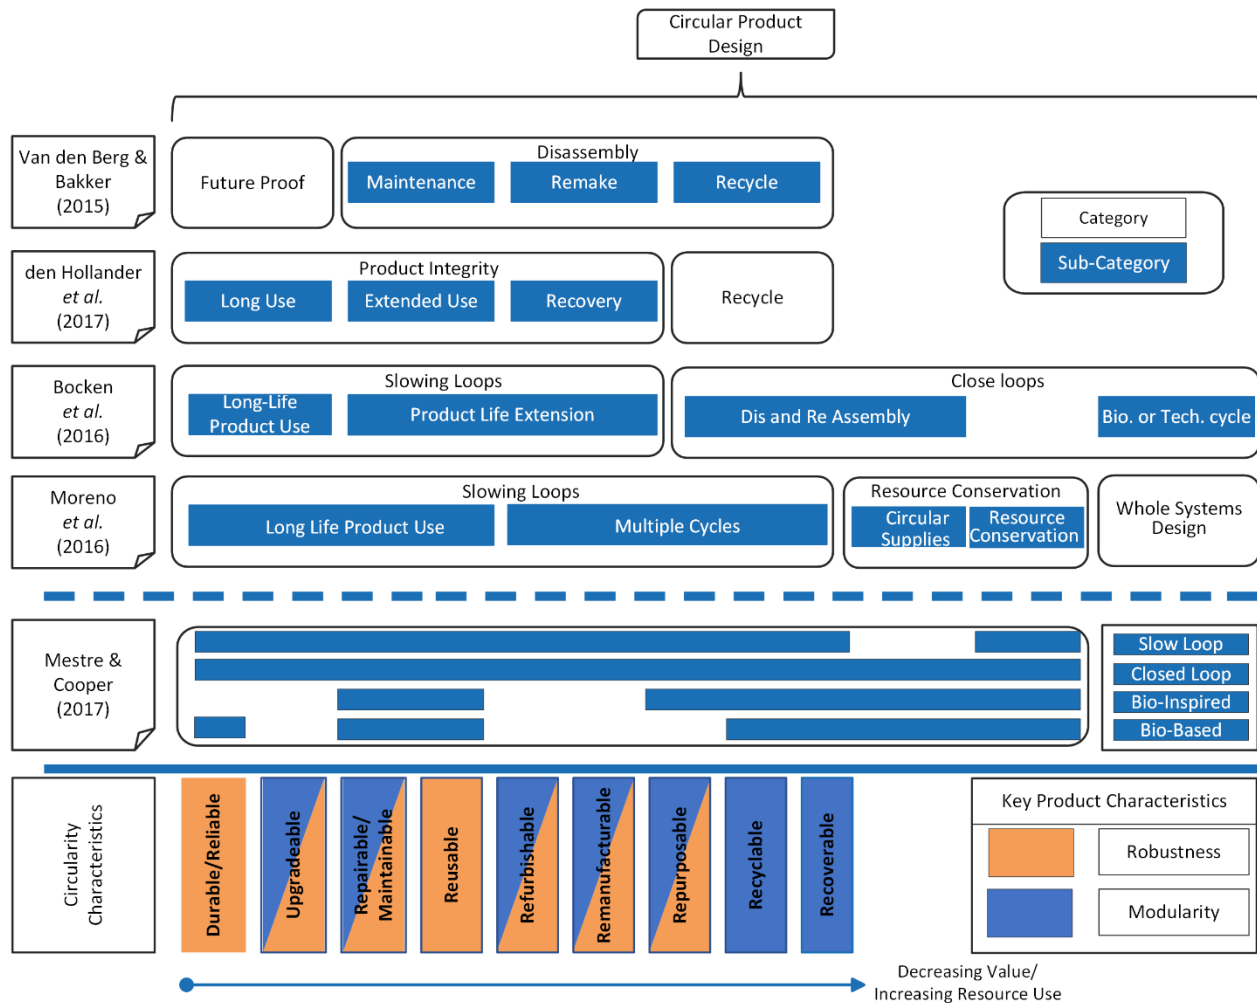 Circular Product
Design
Van den Berg &
Bakker
(2015)
Future Proof
Disassembly
Maintenance
Remake
Recycle
Category
Sub-Category
den Hollander
et al.
(2017)
Product Integrity
Long Use
Extended Use
Recovery
Recycle
Bocken
et al.
(2016)
Slowing Loops
Long-Life
Product Use
Product Life Extension
Close loops
Dis and Re Assembly
Bio. or Tech. cycle
Moreno
et al.
(2016)
Slowing Loops
Long Life Product Use
Multiple Cycles
Resource Conservation
Circular
Supplies
Resource
Conservation
Whole Systems
Design
Mestre &
Cooper
(2017)
Slow Loop
Closed Loop
Bio-Inspired
Bio-Based
Circularity
Characteristics
Durable/Reliable
Upgradeable
Repairable/
Maintainable
Reusable
Refurbishable
Remanufacturable
Repurposable
Recyclable
Recoverable
Key Product Characteristics
Robustness
Modularity
Decreasing Value/
Increasing Resource Use